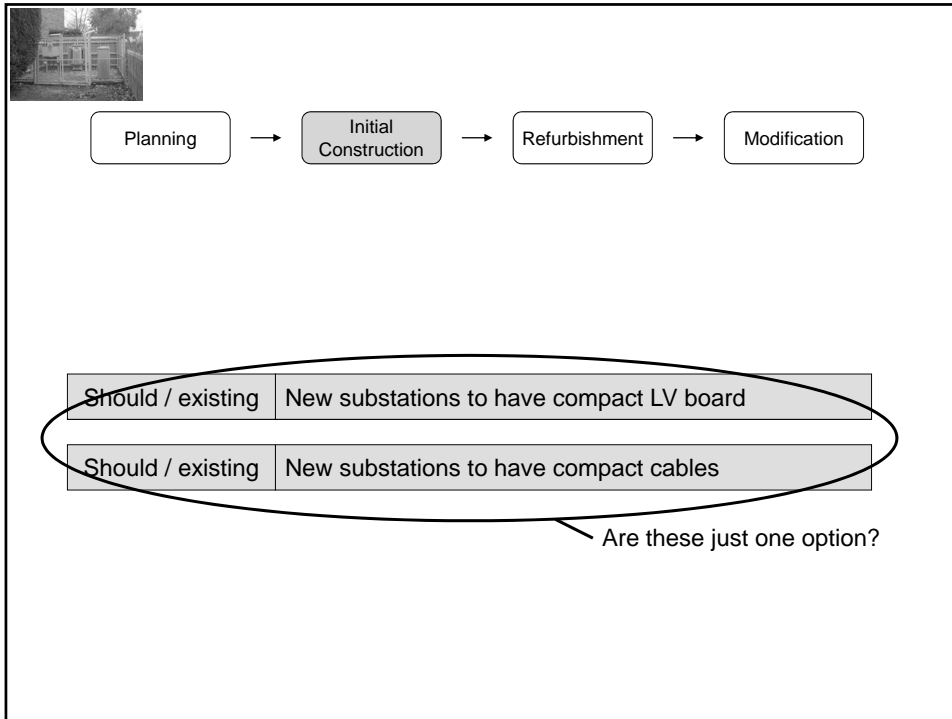 Planning
Initial
Construction
Refurbishment
Modification
Should / existing New substations to have compact LV board
Should / existing New substations to have compact cables
Are these just one option?